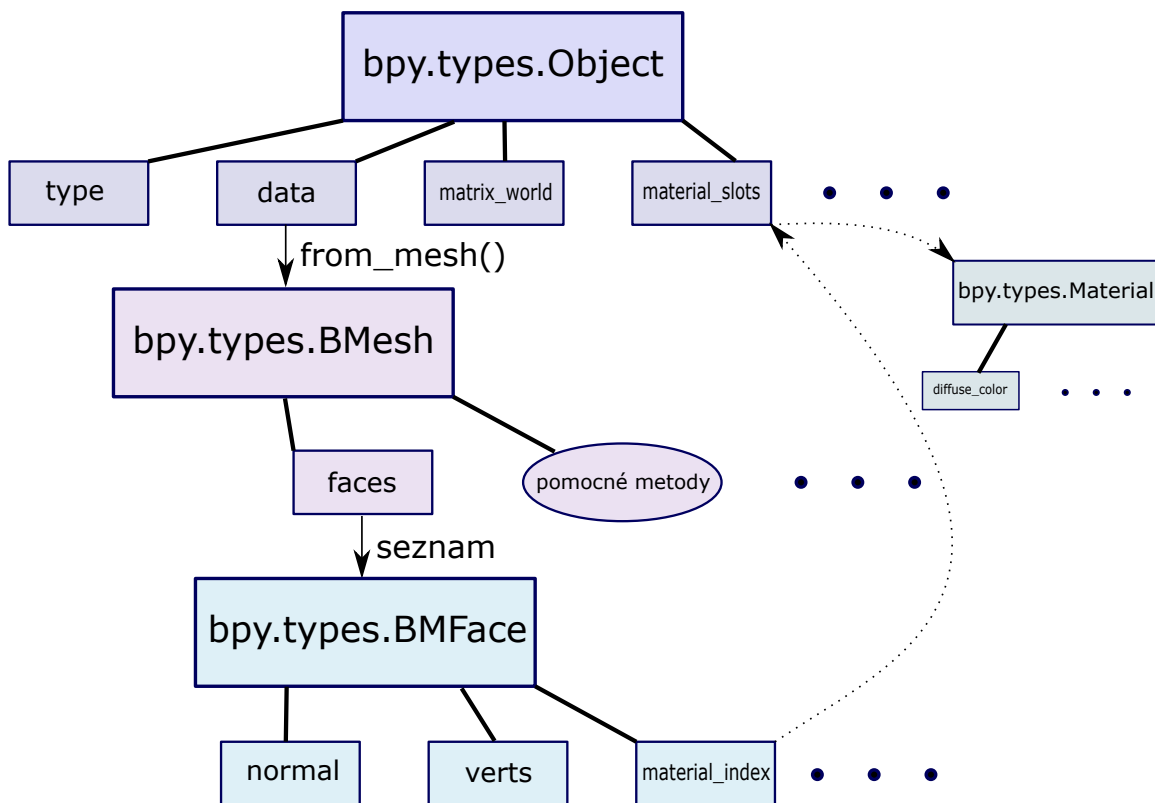 bpy.types.Object
type
data
matrix_world
material_slots
from_mesh()
bpy.types.Material
bpy.types.BMesh
diffuse_color
faces
pomocné metody
seznam
bpy.types.BMFace
normal
verts
material_index